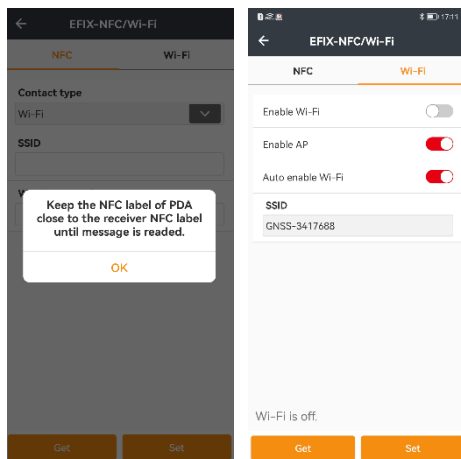 EFIX-NFC/Wi-Fi
NFC
Wi-Fi
Contact type
Wi-Fi
SSID
Keep the NFC label of PDA
close to the receiver NFC label
until message is readed.
OK
Get
Set
17:11
EFIX-NFC/Wi-Fi
NFC
Wi-Fi
Enable Wi-Fi
Enable AP
Auto enable Wi-Fi
SSID
GNSS-3417688
Wi-Fi is off.
Get
Set